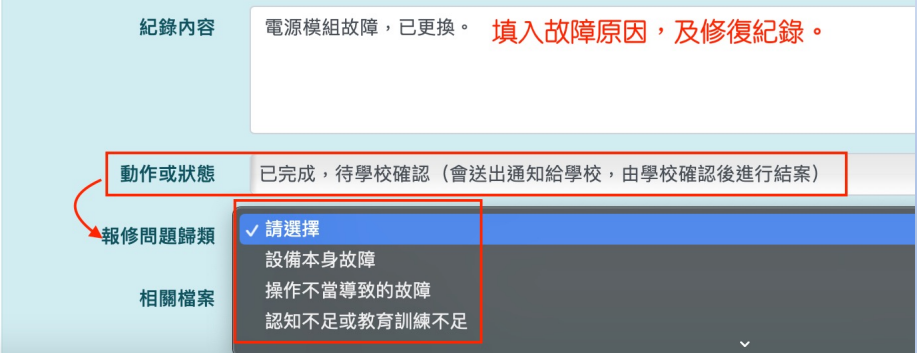 紀錄內容
電源模組故障，已更換。 填入故障原因，及修復紀錄。
動作或狀態
已完成，待學校確認（會送出通知給學校，由學校確認後進行結案）
報修問題歸類
✓ 請選擇
設備本身故障
操作不當導致的故障
認知不足或教育訓練不足
相關檔案